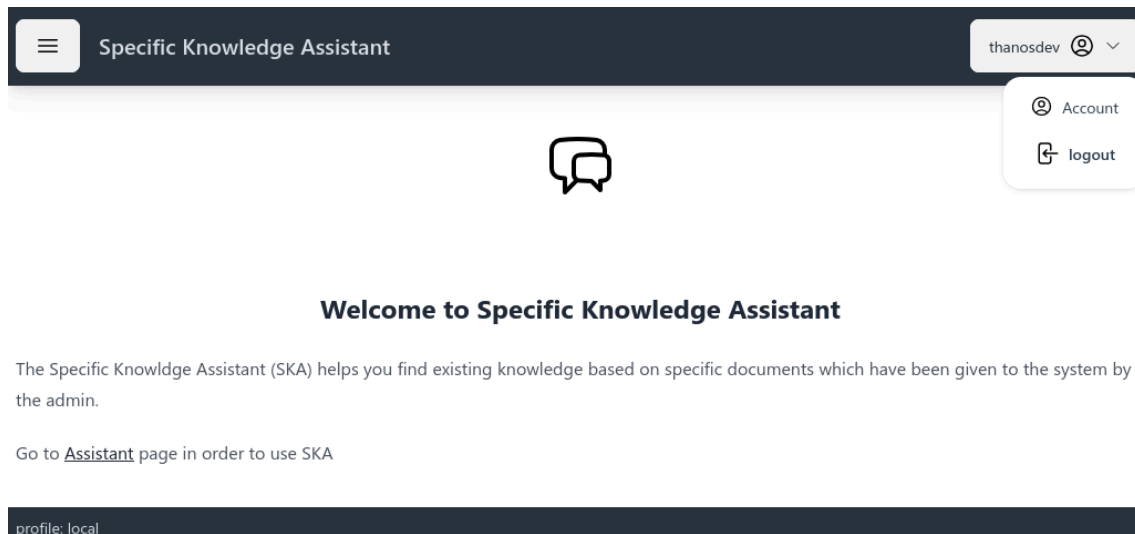 Specific Knowledge Assistant
thanosdev
Account
logout
Welcome to Specific Knowledge Assistant
The Specific Knowldge Assistant (SKA) helps you find existing knowledge based on specific documents which have been given to the system by
the admin.
Go to Assistant page in order to use SKA
profile: local